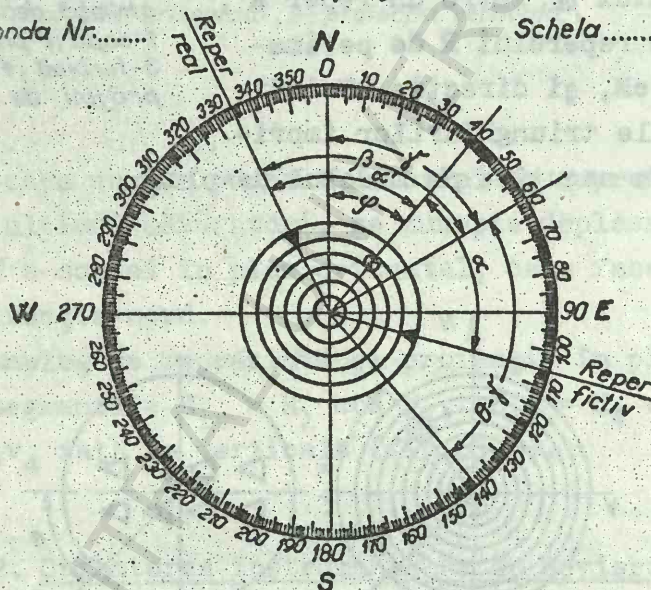 onda Nr........ Schela......
N
Reper real
0 10 20 30 40 50 60 70 80 90 100 110 120 130 140 150 160 170 180 190 200 210 220 230 240 250 260 270 280 290 300 310 320 330 340 350
β γ
α
φ
β
α
W E
Reper fictiv
β-γ
S